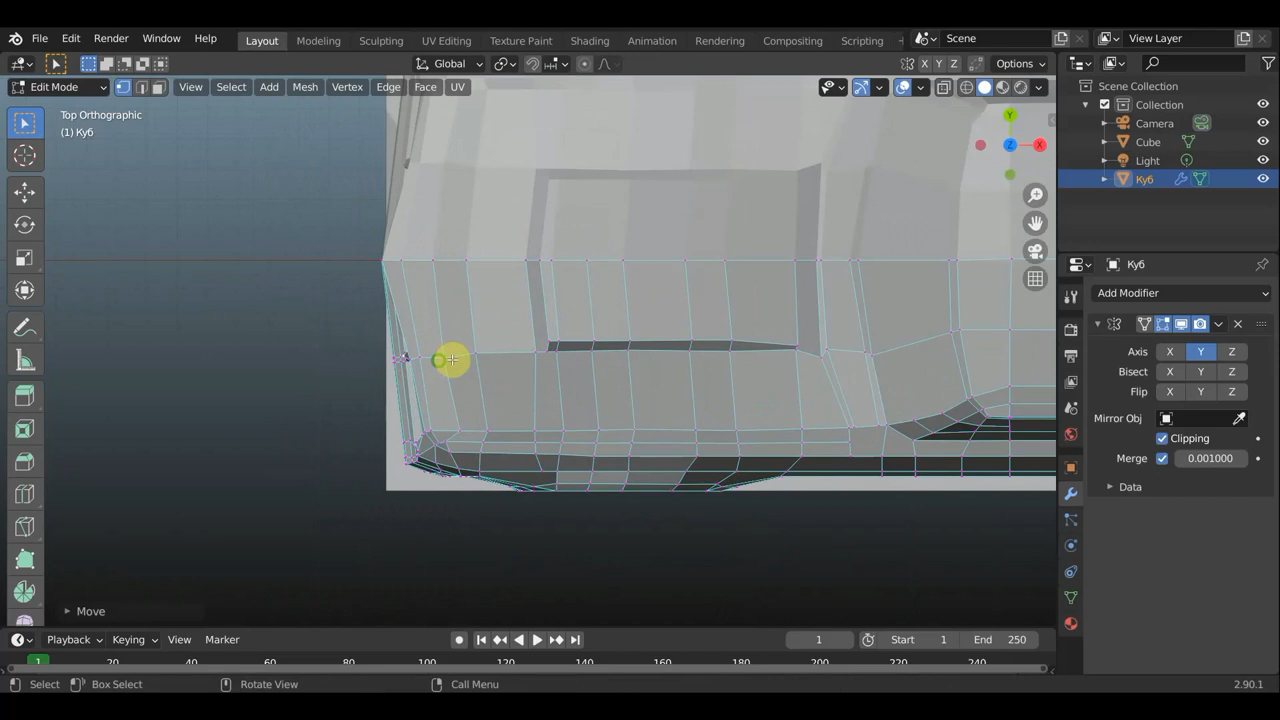 File Edit Render Window Help
Layout Modeling Sculpting UV Editing Texture Paint Shading Animation Rendering Compositing Scripting
Scene
View Layer
Global
X Y Z
Options
Edit Mode
View Select Add Mesh Vertex Edge Face UV
Top Orthographic
(1) Куб
Y
Z
X
Scene Collection
Collection
Camera
Cube
Light
Куб
Куб
Add Modifier
Axis X Y Z
Bisect X Y Z
Flip X Y Z
Mirror Obj
Clipping
Merge 0.001000
Data
Move
Playback Keying View Marker
1
Start 1
End 250
1 20 40 60 80 100 120 140 160 180 200 220 240
Select Box Select Rotate View Call Menu
2.90.1